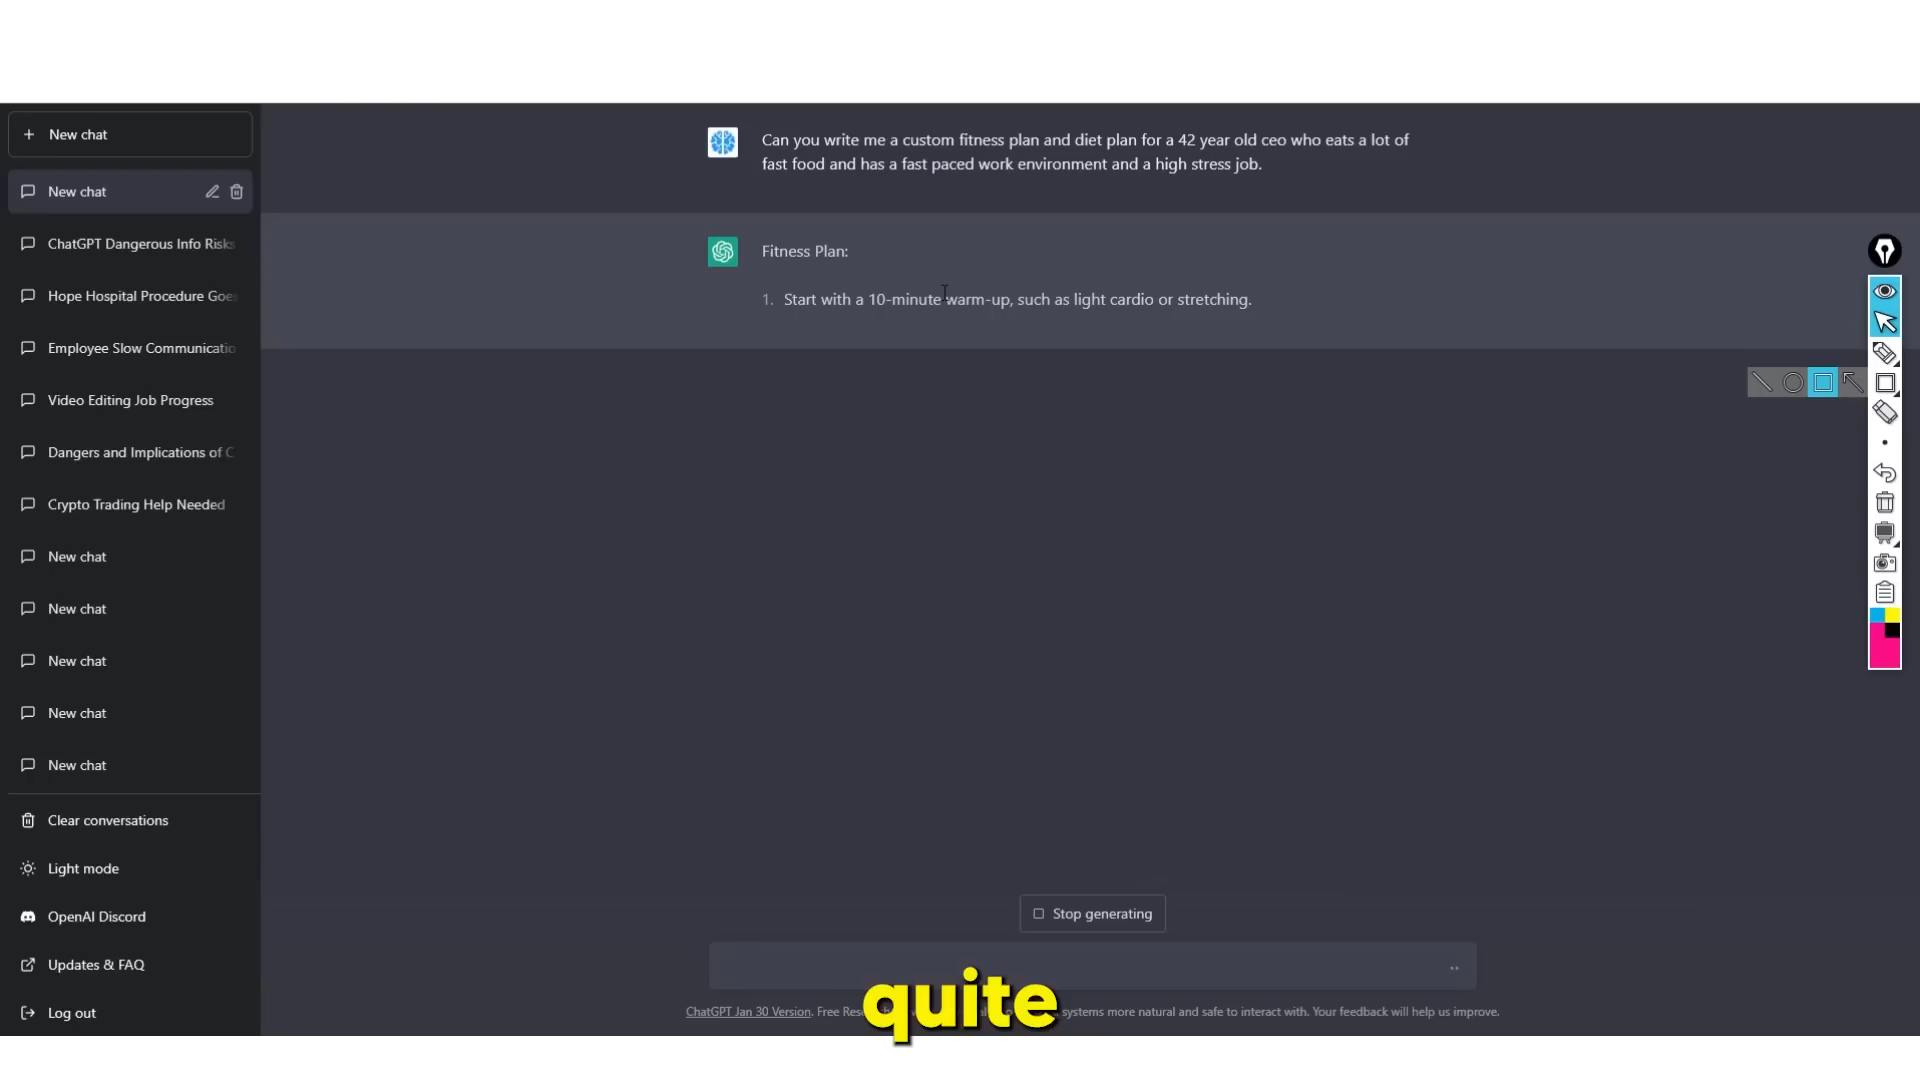 New chat
New chat
ChatGPT Dangerous Info Risks
Hope Hospital Procedure Goe
Employee Slow Communicatio
Video Editing Job Progress
Dangers and Implications of C
Crypto Trading Help Needed
New chat
New chat
New chat
New chat
New chat
Clear conversations
Light mode
OpenAI Discord
Updates & FAQ
Log out
Can you write me a custom fitness plan and diet plan for a 42 year old ceo who eats a lot of
fast food and has a fast paced work environment and a high stress job.
Fitness Plan:
1. Start with a 10-minute warm-up, such as light cardio or stretching.
Stop generating
ChatGPT Jan 30 Version. Free Rese systems more natural and safe to interact with. Your feedback will help us improve.
quite